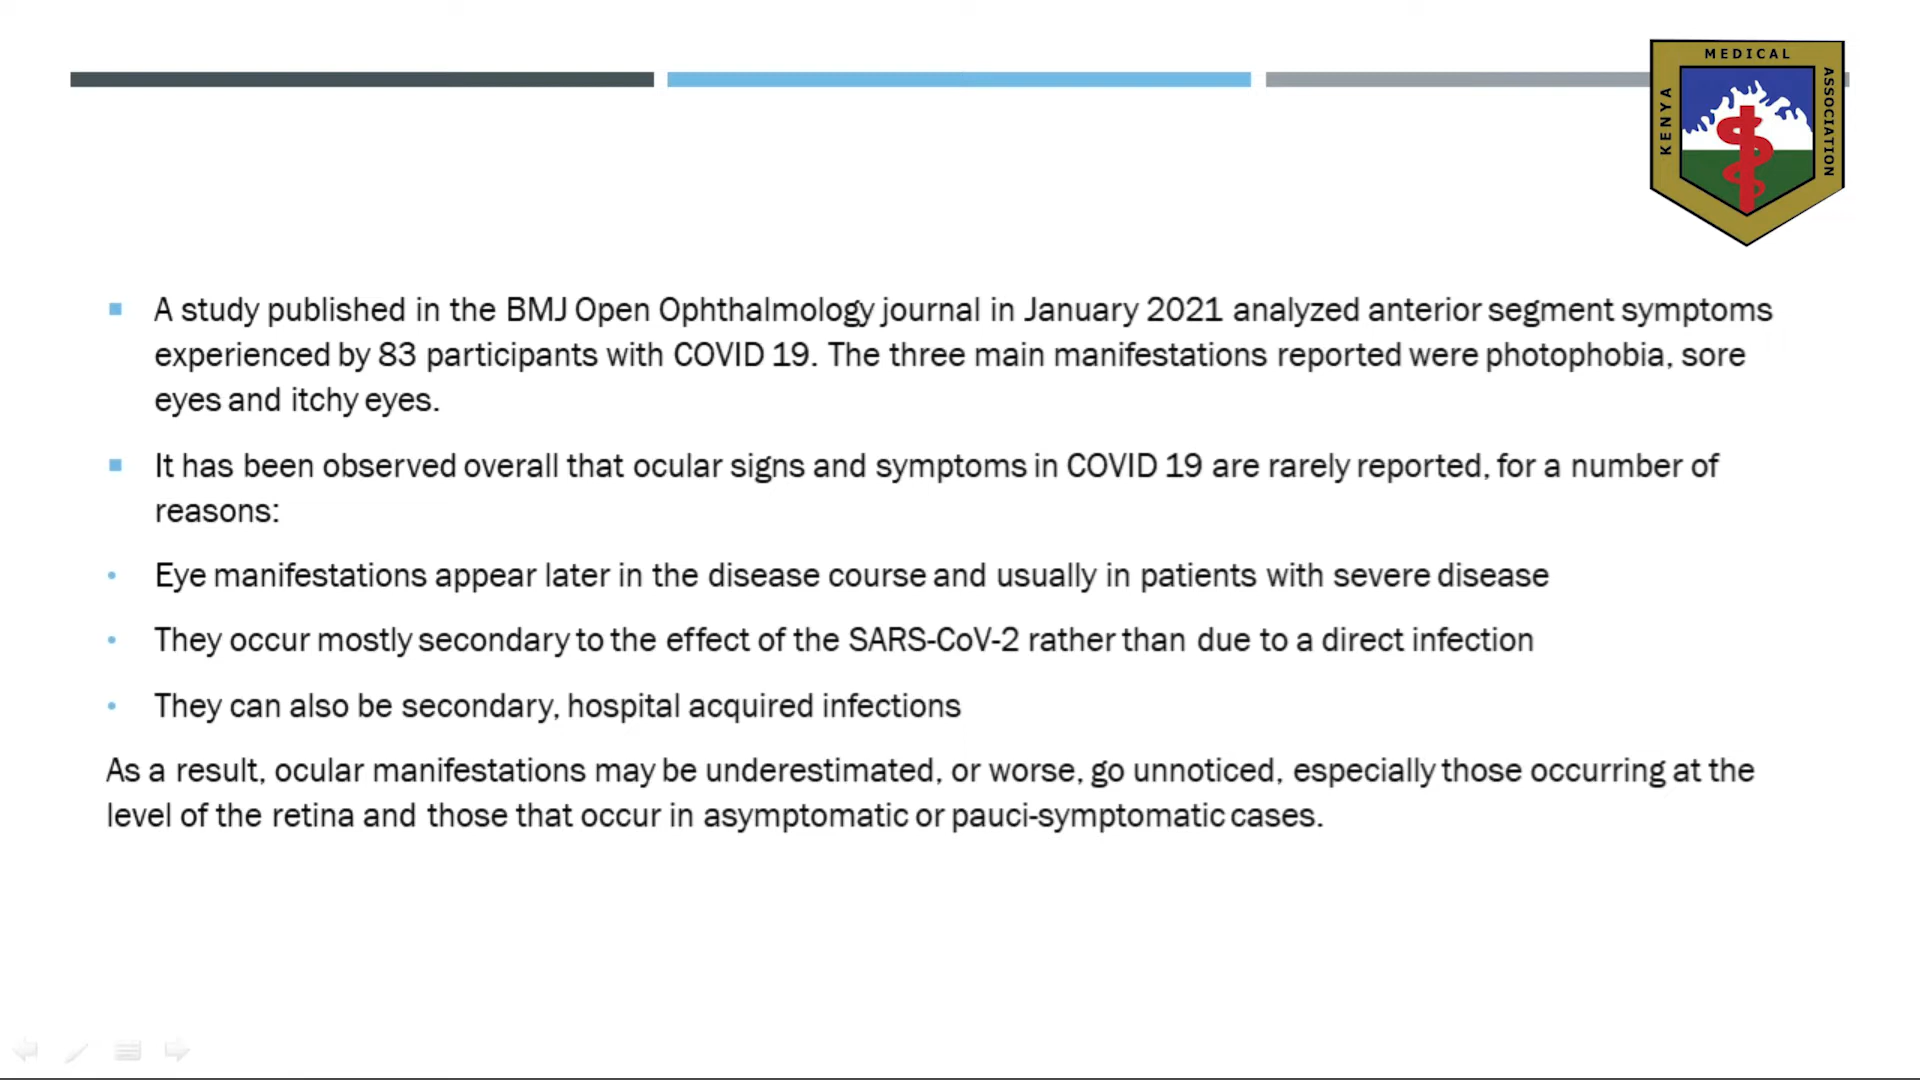 MEDICAL
KENYA
ASSOCIATION
A study published in the BMJ Open Ophthalmology journal in January 2021 analyzed anterior segment symptoms
experienced by 83 participants with COVID 19. The three main manifestations reported were photophobia, sore
eyes and itchy eyes.
It has been observed overall that ocular signs and symptoms in COVID 19 are rarely reported, for a number of
reasons:
Eye manifestations appear later in the disease course and usually in patients with severe disease
They occur mostly secondary to the effect of the SARS-CoV-2 rather than due to a direct infection
They can also be secondary, hospital acquired infections
As a result, ocular manifestations may be underestimated, or worse, go unnoticed, especially those occurring at the
level of the retina and those that occur in asymptomatic or pauci-symptomatic cases.